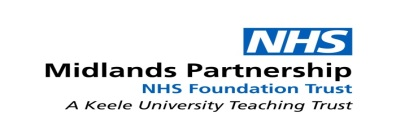 NHS
Midlands Partnership
NHS Foundation Trust
A Keele University Teaching Trust